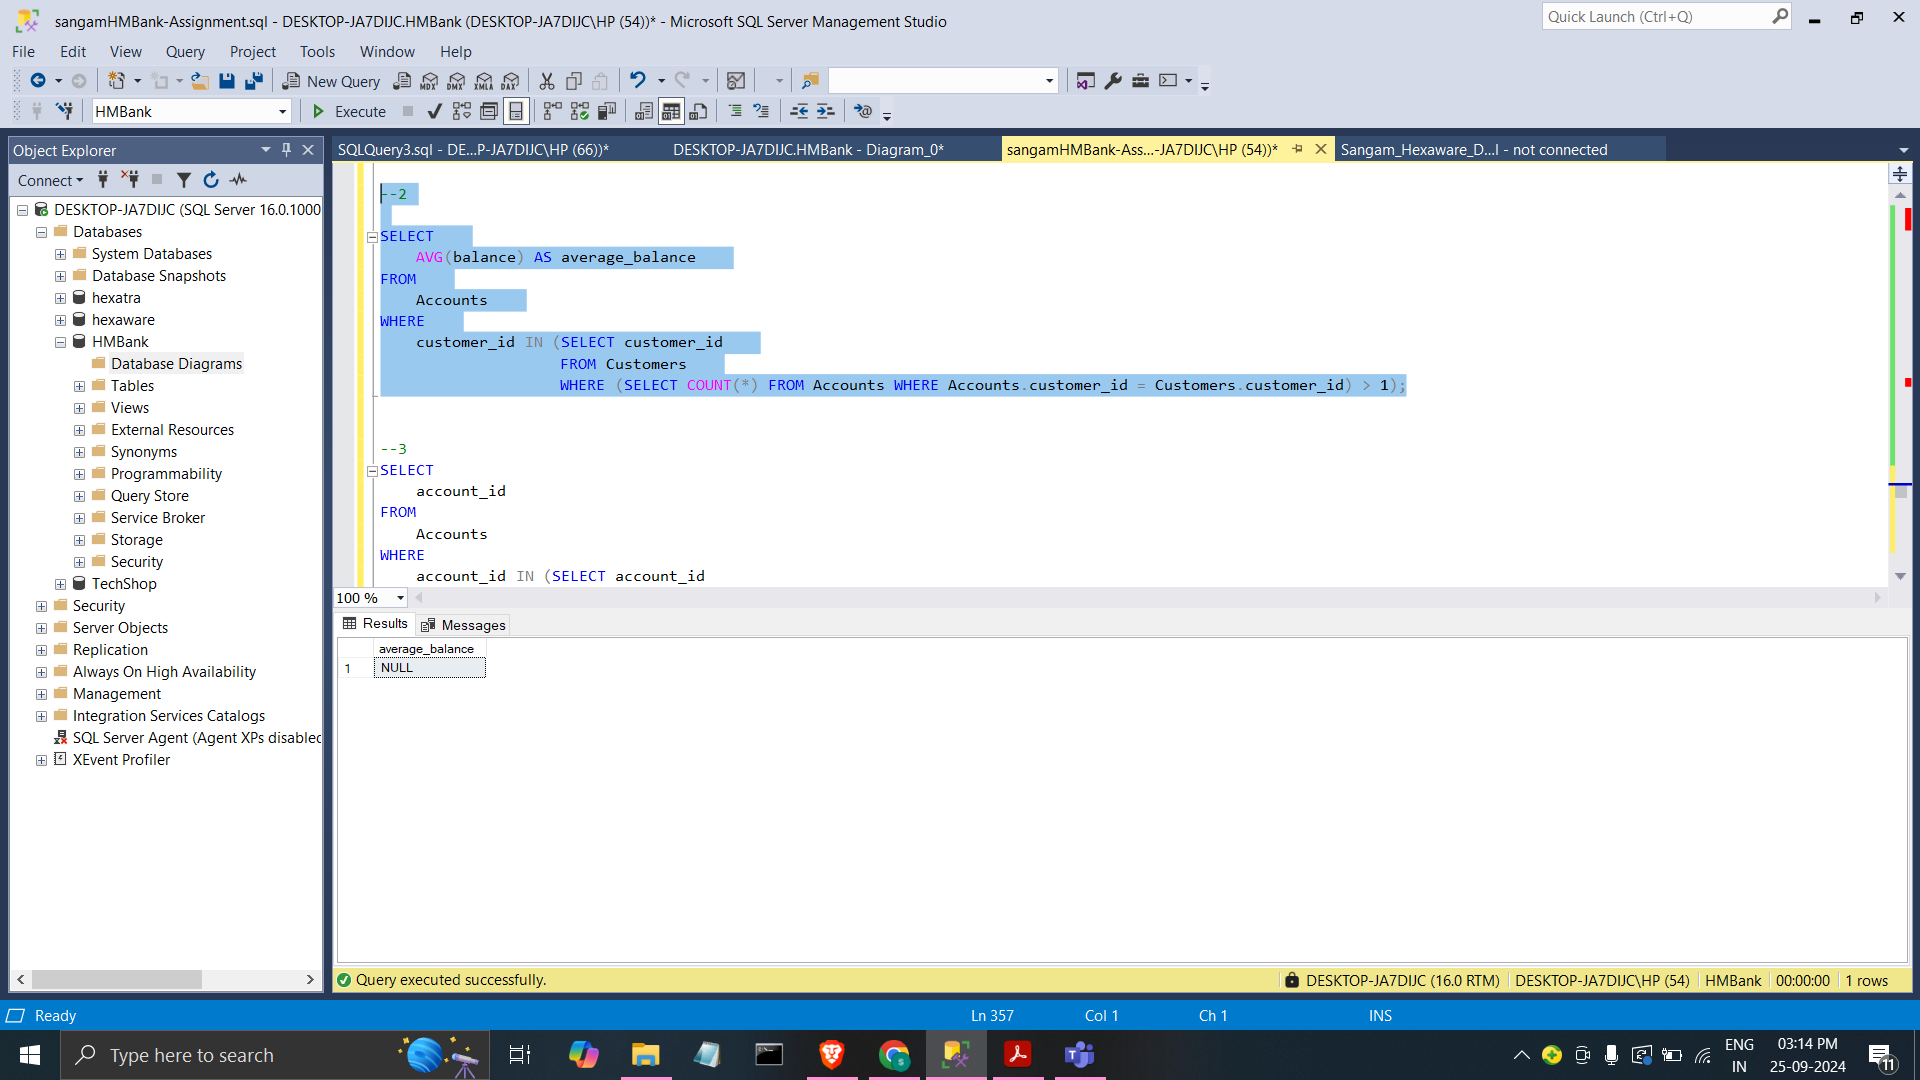 sangamHMBank-Assignment.sql - DESKTOP-JA7DIJC.HMBank (DESKTOP-JA7DIJC\HP (54))* - Microsoft SQL Server Management Studio
Quick Launch (Ctrl+Q)
File Edit View Query Project Tools Window Help
New Query MDX DMX XMLA DAX
HMBank Execute
Object Explorer
SQLQuery3.sql - DE...P-JA7DIJC\HP (66))* DESKTOP-JA7DIJC.HMBank - Diagram_0* sangamHMBank-Ass...-JA7DIJC\HP (54))* Sangam_Hexaware_D...l - not connected
Connect
DESKTOP-JA7DIJC (SQL Server 16.0.1000
Databases
System Databases
Database Snapshots
hexatra
hexaware
HMBank
Database Diagrams
Tables
Views
External Resources
Synonyms
Programmability
Query Store
Service Broker
Storage
Security
TechShop
Security
Server Objects
Replication
Always On High Availability
Management
Integration Services Catalogs
SQL Server Agent (Agent XPs disabled
XEvent Profiler
--2
SELECT
AVG(balance) AS average_balance
FROM
Accounts
WHERE
customer_id IN (SELECT customer_id
FROM Customers
WHERE (SELECT COUNT(*) FROM Accounts WHERE Accounts.customer_id = Customers.customer_id) > 1);
--3
SELECT
account_id
FROM
Accounts
WHERE
account_id IN (SELECT account_id
100 %
Results Messages
average_balance
1 NULL
Query executed successfully. DESKTOP-JA7DIJC (16.0 RTM) DESKTOP-JA7DIJC\HP (54) HMBank 00:00:00 1 rows
Ready Ln 357 Col 1 Ch 1 INS
Type here to search
ENG
IN
03:14 PM
25-09-2024
11